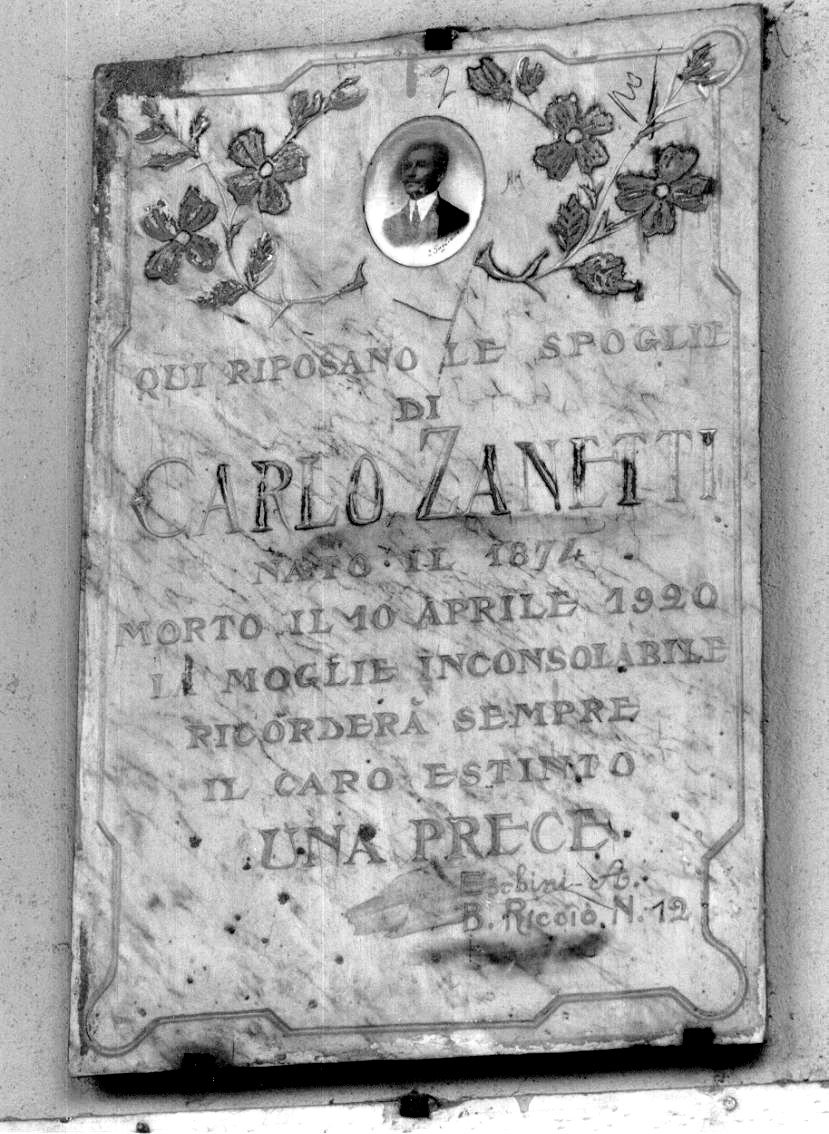 QUI RIPOSANO LE SPOGLIE
DI
CARLO ZANETTI
NATO IL 1874
MORTO IL 10 APRILE 1920
LA MOGLIE INCONSOLABILE
RICORDERÀ SEMPRE
IL CARO ESTINTO
UNA PRECE
B. N. 12